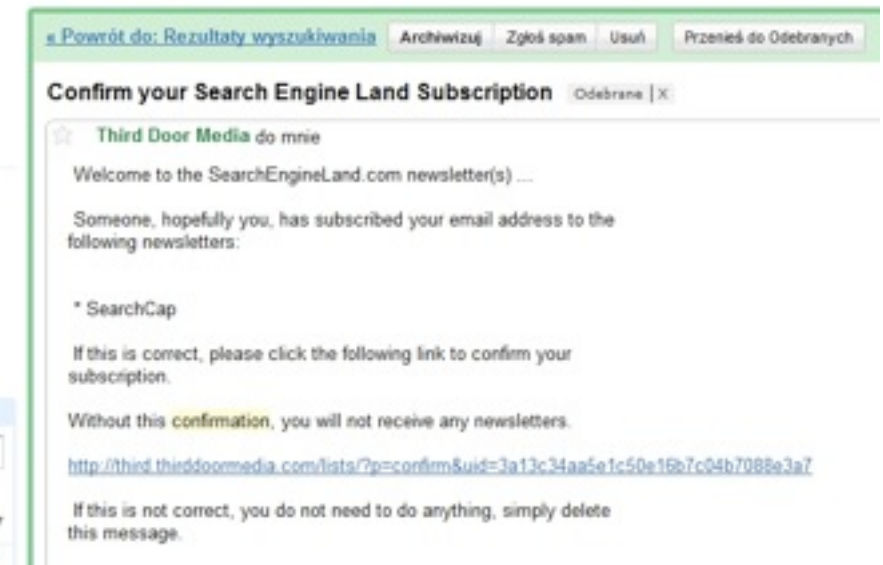 « Powrót do: Rezultaty wyszukiwania Archiwizuj Zgłoś spam Usuń Przenieś do Odebranych
Confirm your Search Engine Land Subscription Odebrane | X
Third Door Media do mnie
Welcome to the SearchEngineLand.com newsletter(s) ...
Someone, hopefully you, has subscribed your email address to the
following newsletters:
* SearchCap
If this is correct, please click the following link to confirm your
subscription.
Without this confirmation, you will not receive any newsletters.
http://third.thirddoormedia.com/lists/?p=confirm&uid=3a13c34aa5e1c50e16b7c04b7088e3a7
If this is not correct, you do not need to do anything, simply delete
this message.